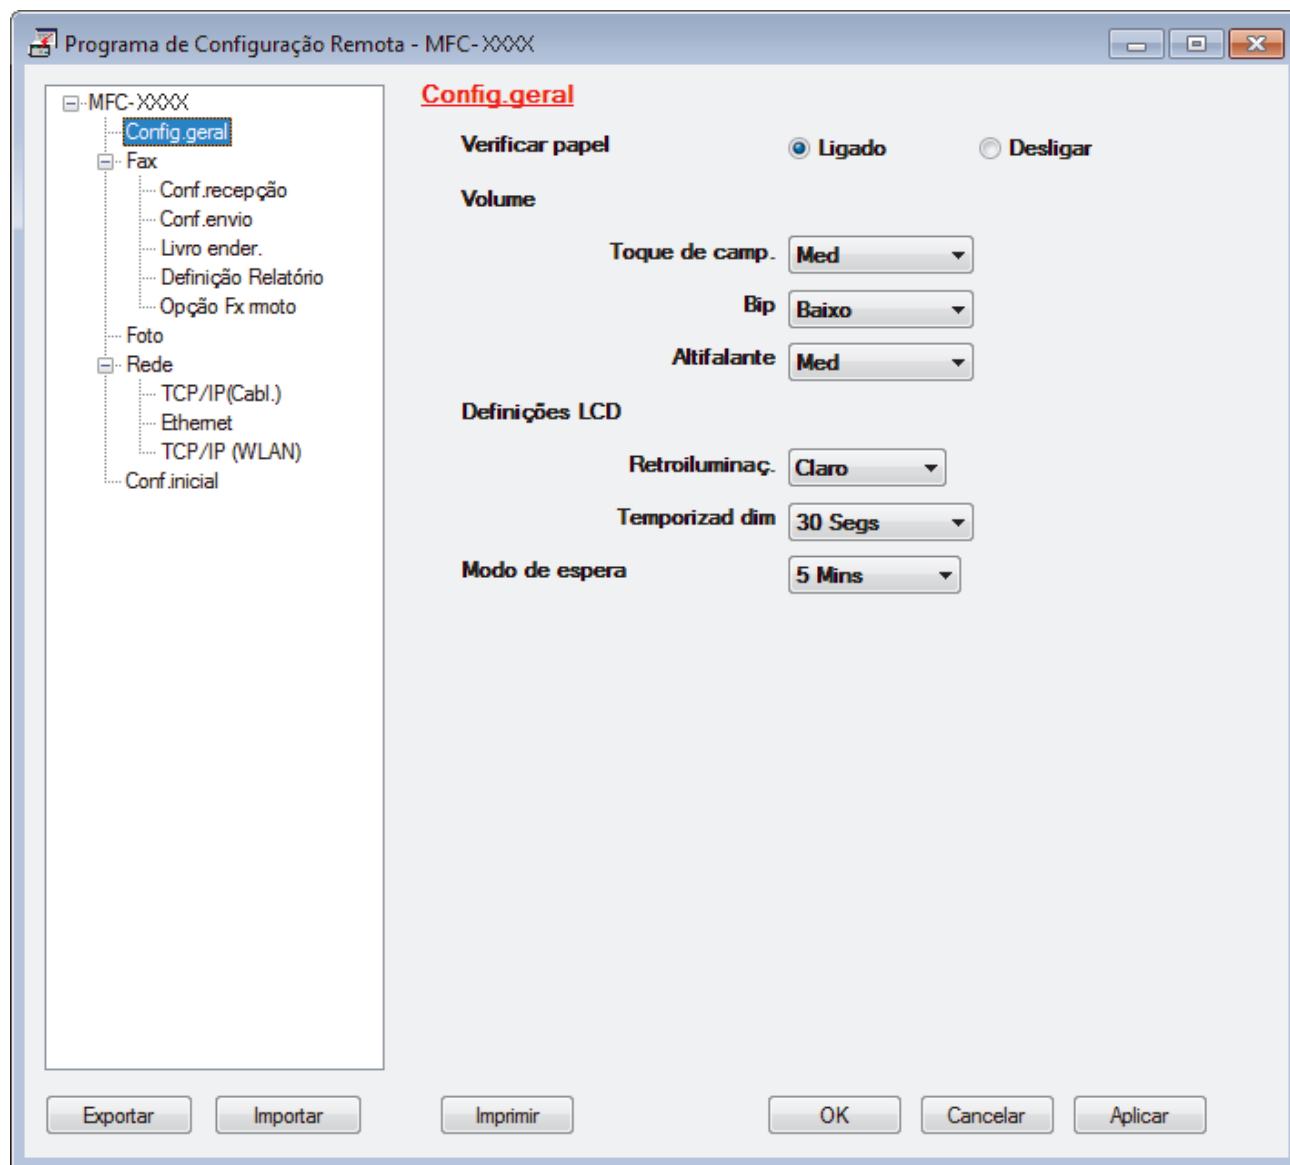 Programa de Configuração Remota - MFC-XXXX
MFC-XXXX
Config.geral
Fax
Conf.recepção
Conf.envio
Livro ender.
Definição Relatório
Opção Fx rmoto
Foto
Rede
TCP/IP(Cabl.)
Ethernet
TCP/IP (WLAN)
Conf.inicial
Config.geral
Verificar papel Ligado Desligar
Volume
Toque de camp. Med
Bip Baixo
Altifalante Med
Definições LCD
Retroiluminaç. Claro
Temporizad dim 30 Segs
Modo de espera 5 Mins
Exportar Importar Imprimir OK Cancelar Aplicar